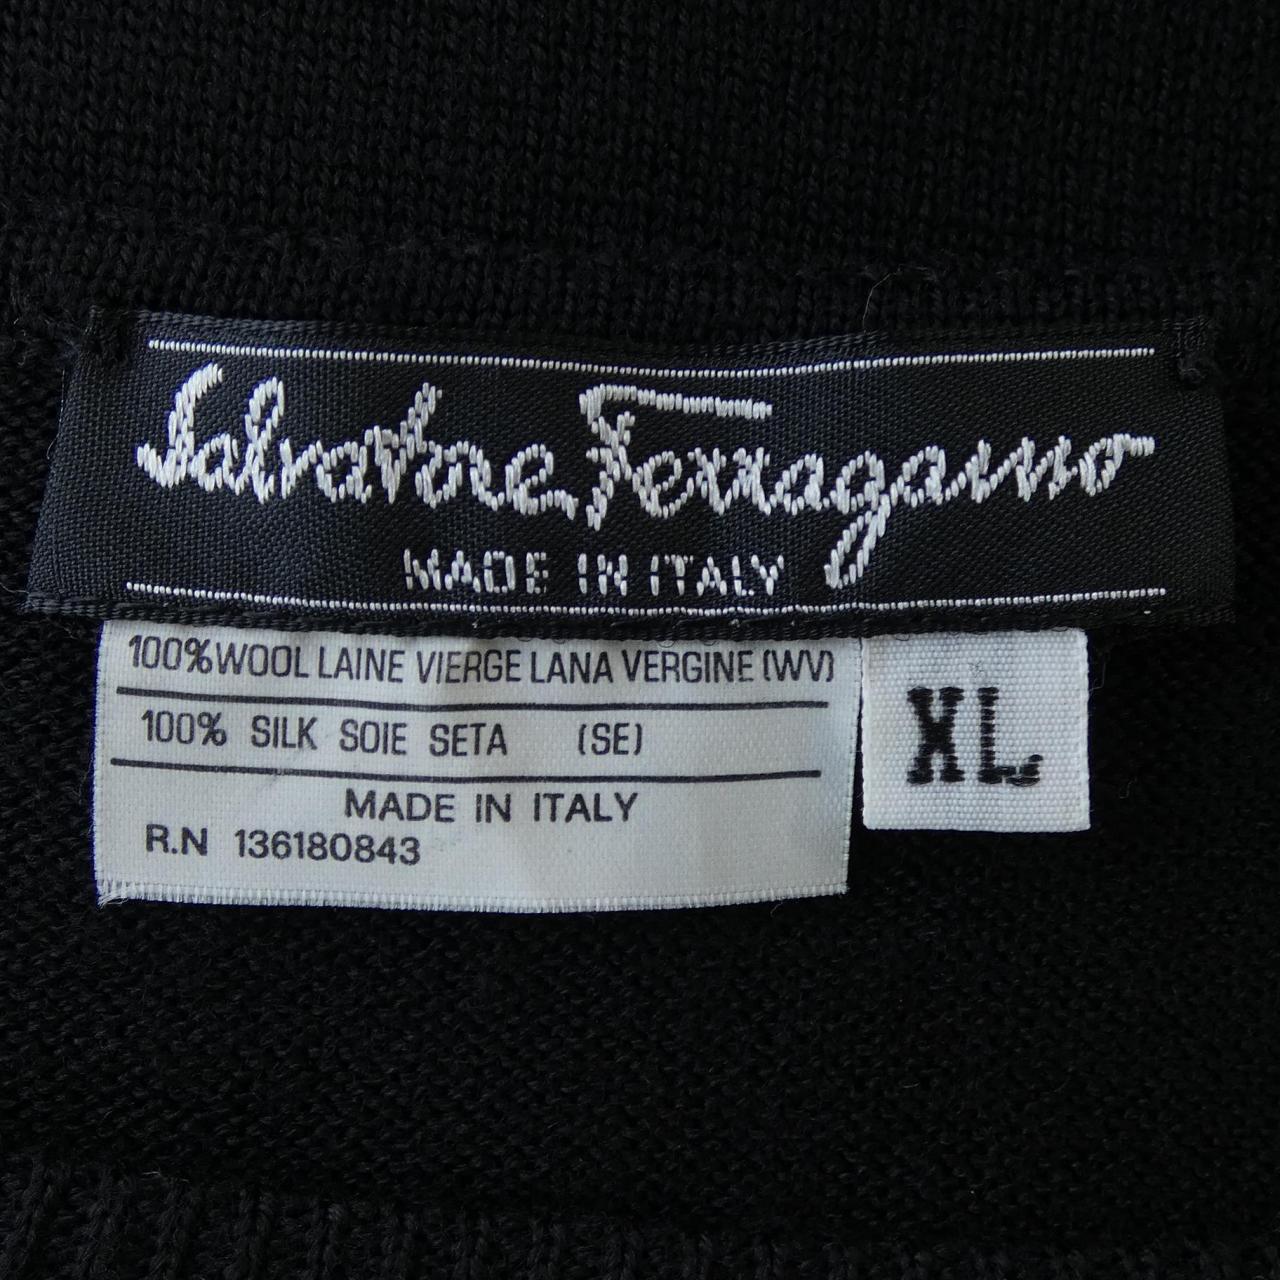 Salvatore Ferragamo
MADE IN ITALY
100%WOOL LAINE VIERGE LANA VERGINE (WV)
100% SILK SOIE SETA (SE)
MADE IN ITALY
R.N 136180843
XL